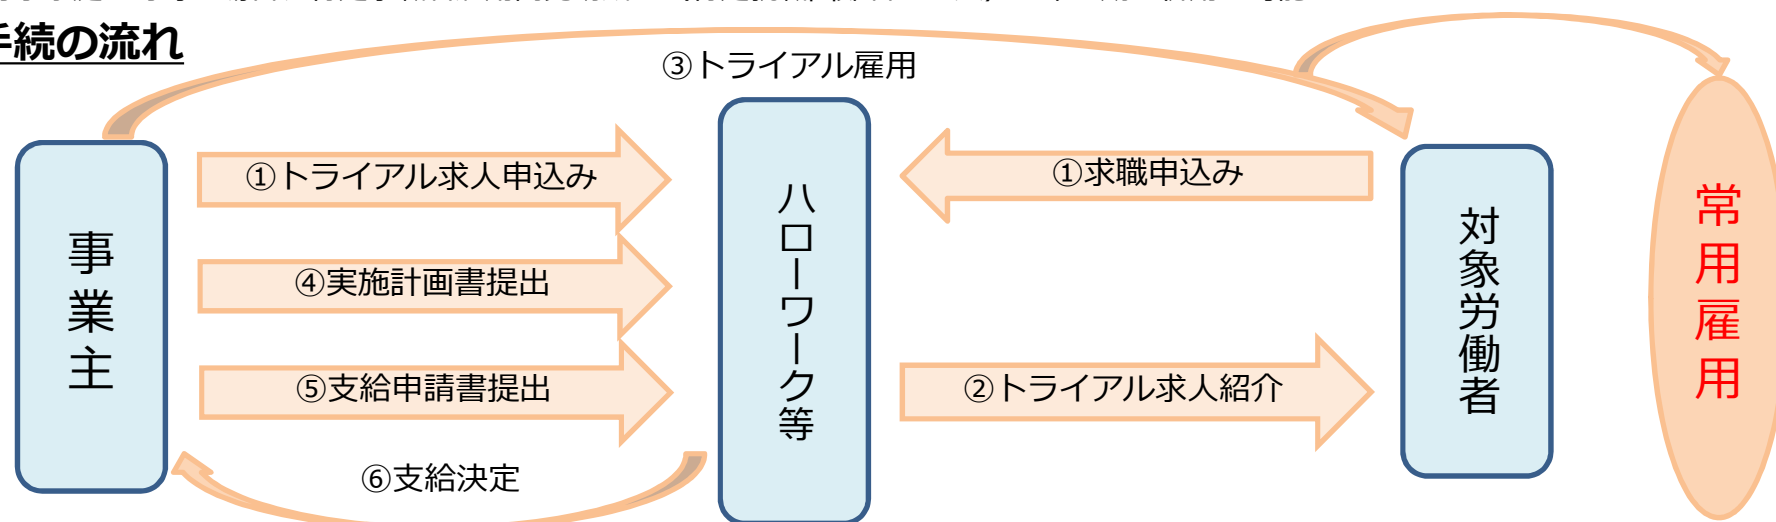 手続の流れ
③トライアル雇用
①トライアル求人申込み
①求職申込み
事業主
ハローワーク等
対象労働者
常用雇用
④実施計画書提出
⑤支給申請書提出
②トライアル求人紹介
⑥支給決定